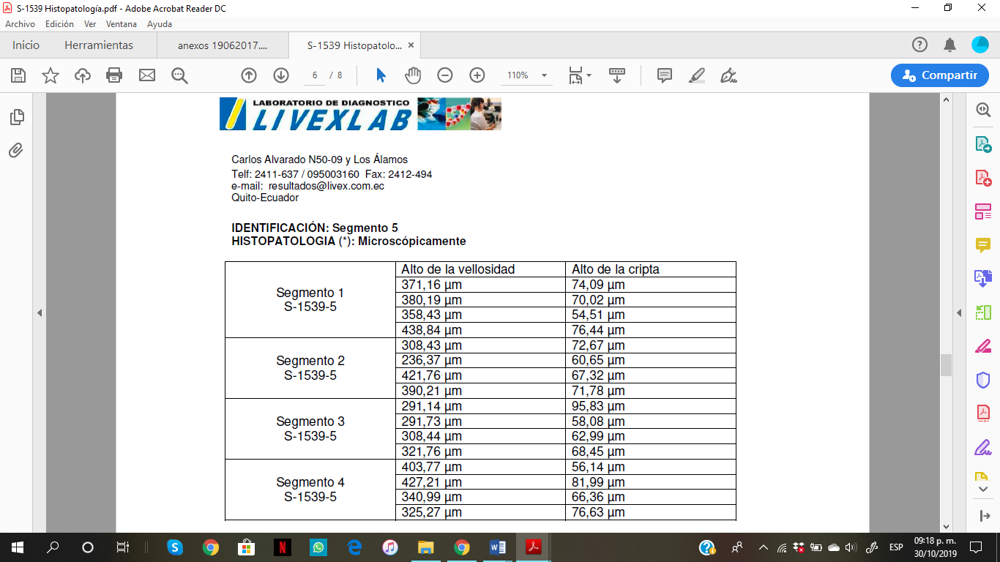 S-1539 Histopatología.pdf - Adobe Acrobat Reader DC
Archivo Edición Ver Ventana Ayuda
Inicio Herramientas anexos 19062017.... S-1539 Histopatolo... ×
6 / 8 110% Compartir
LABORATORIO DE DIAGNOSTICO
LIVEXLAB
Carlos Alvarado N50-09 y Los Álamos
Telf: 2411-637 / 095003160 Fax: 2412-494
e-mail: resultados@livex.com.ec
Quito-Ecuador
IDENTIFICACIÓN: Segmento 5
HISTOPATOLOGIA (*): Microscópicamente
Alto de la vellosidad Alto de la cripta
Segmento 1
S-1539-5
371,16 µm 74,09 µm
380,19 µm 70,02 µm
358,43 µm 54,51 µm
438,84 µm 76,44 µm
Segmento 2
S-1539-5
308,43 µm 72,67 µm
236,37 µm 60,65 µm
421,76 µm 67,32 µm
390,21 µm 71,78 µm
Segmento 3
S-1539-5
291,14 µm 95,83 µm
291,73 µm 58,08 µm
308,44 µm 62,99 µm
321,76 µm 68,45 µm
Segmento 4
S-1539-5
403,77 µm 56,14 µm
427,21 µm 81,99 µm
340,99 µm 66,36 µm
325,27 µm 76,63 µm
ESP
09:18 p. m.
30/10/2019